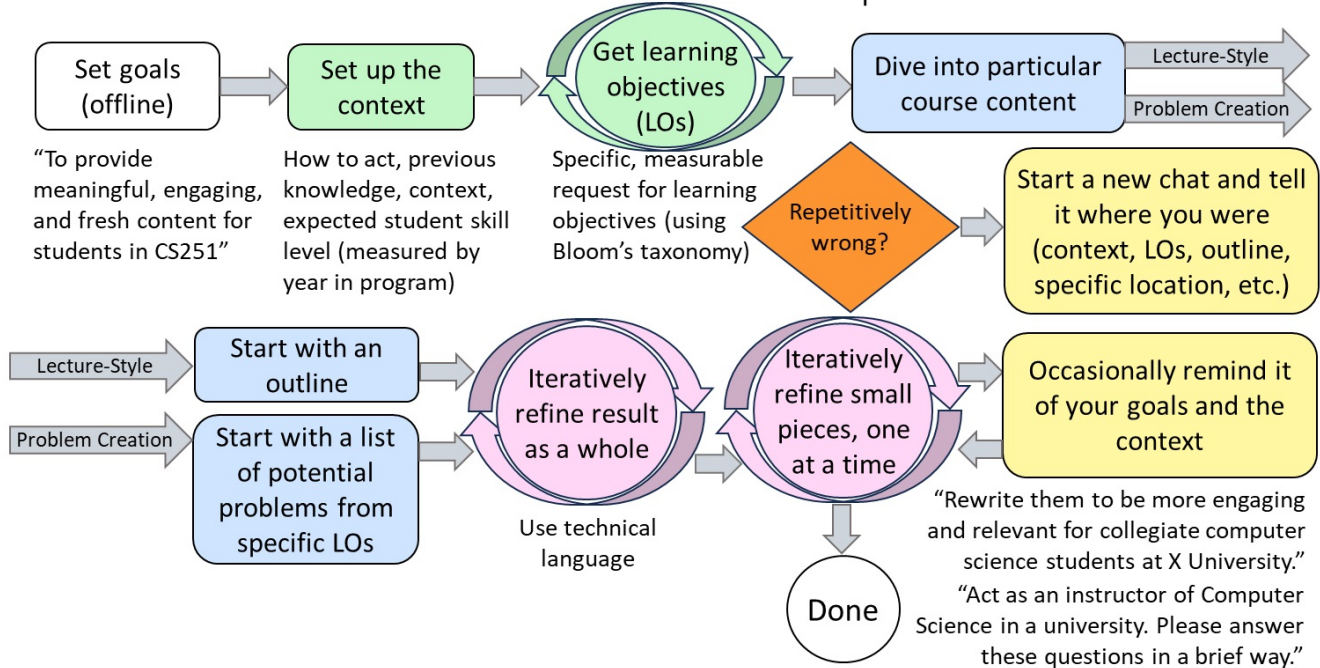 Set goals
(offline)
Set up the
context
Get learning
objectives
(LOs)
Dive into particular
course content
Lecture-Style
Problem Creation
“To provide
meaningful, engaging,
and fresh content for
students in CS251”
How to act, previous
knowledge, context,
expected student skill
level (measured by
year in program)
Specific, measurable
request for learning
objectives (using
Bloom’s taxonomy)
Repetitively
wrong?
Start a new chat and tell
it where you were
(context, LOs, outline,
specific location, etc.)
Lecture-Style
Problem Creation
Start with an
outline
Start with a list
of potential
problems from
specific LOs
Iteratively
refine result
as a whole
Use technical
language
Iteratively
refine small
pieces, one
at a time
Occasionally remind it
of your goals and the
context
“Rewrite them to be more engaging
and relevant for collegiate computer
science students at X University.”
“Act as an instructor of Computer
Science in a university. Please answer
these questions in a brief way.”
Done